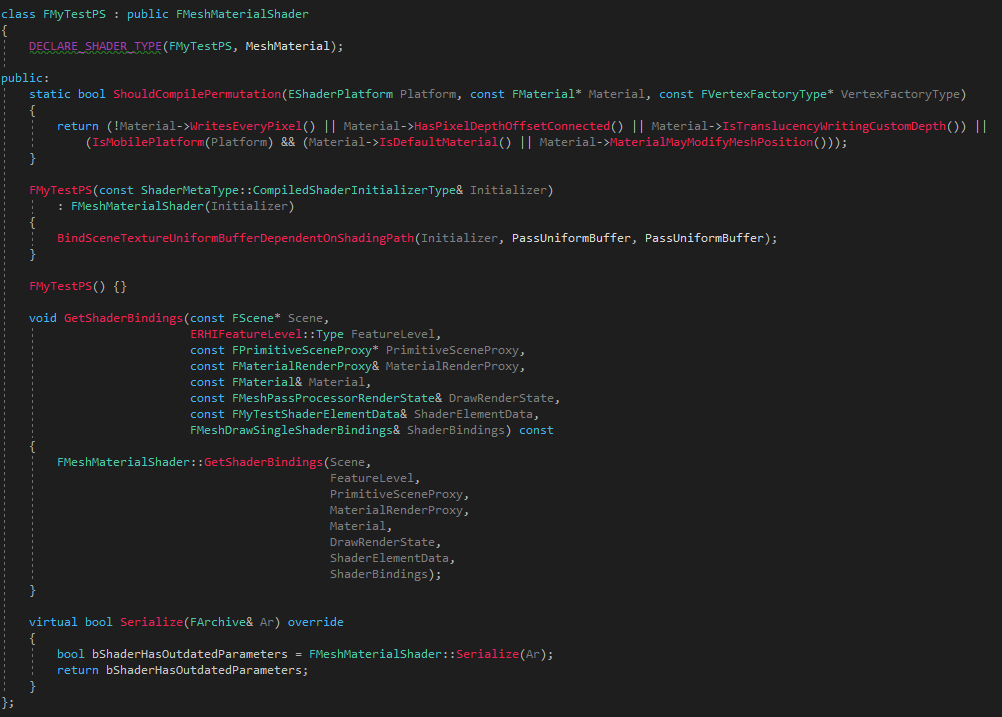 class FMyTestPS : public FMeshMaterialShader
{
    DECLARE_SHADER_TYPE(FMyTestPS, MeshMaterial);

public:
    static bool ShouldCompilePermutation(EShaderPlatform Platform, const FMaterial* Material, const FVertexFactoryType* VertexFactoryType)
    {
        return (!Material->WritesEveryPixel() || Material->HasPixelDepthOffsetConnected() || Material->IsTranslucencyWritingCustomDepth()) ||
            (IsMobilePlatform(Platform) && (Material->IsDefaultMaterial() || Material->MaterialMayModifyMeshPosition()));
    }

    FMyTestPS(const ShaderMetaType::CompiledShaderInitializerType& Initializer)
        : FMeshMaterialShader(Initializer)
    {
        BindSceneTextureUniformBufferDependentOnShadingPath(Initializer, PassUniformBuffer, PassUniformBuffer);
    }

    FMyTestPS() {}

    void GetShaderBindings(const FScene* Scene,
                           ERHIFeatureLevel::Type FeatureLevel,
                           const FPrimitiveSceneProxy* PrimitiveSceneProxy,
                           const FMaterialRenderProxy& MaterialRenderProxy,
                           const FMaterial& Material,
                           const FMeshPassProcessorRenderState& DrawRenderState,
                           const FMyTestShaderElementData& ShaderElementData,
                           FMeshDrawSingleShaderBindings& ShaderBindings) const
    {
        FMeshMaterialShader::GetShaderBindings(Scene,
                                               FeatureLevel,
                                               PrimitiveSceneProxy,
                                               MaterialRenderProxy,
                                               Material,
                                               DrawRenderState,
                                               ShaderElementData,
                                               ShaderBindings);
    }

    virtual bool Serialize(FArchive& Ar) override
    {
        bool bShaderHasOutdatedParameters = FMeshMaterialShader::Serialize(Ar);
        return bShaderHasOutdatedParameters;
    }
};